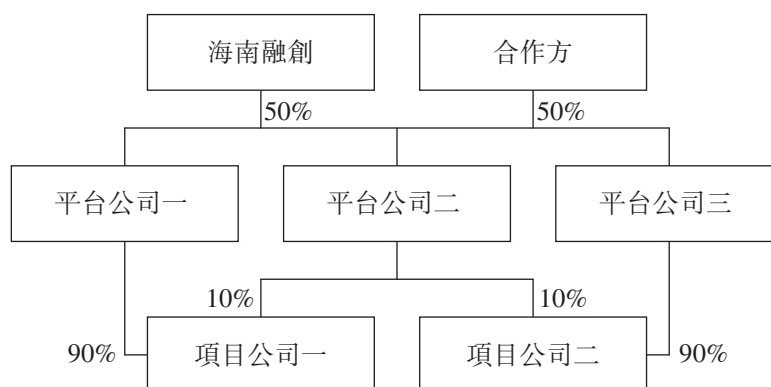 海南融創
合作方
50%
50%
平台公司一
平台公司二
平台公司三
10%
10%
90%
項目公司一
項目公司二
90%